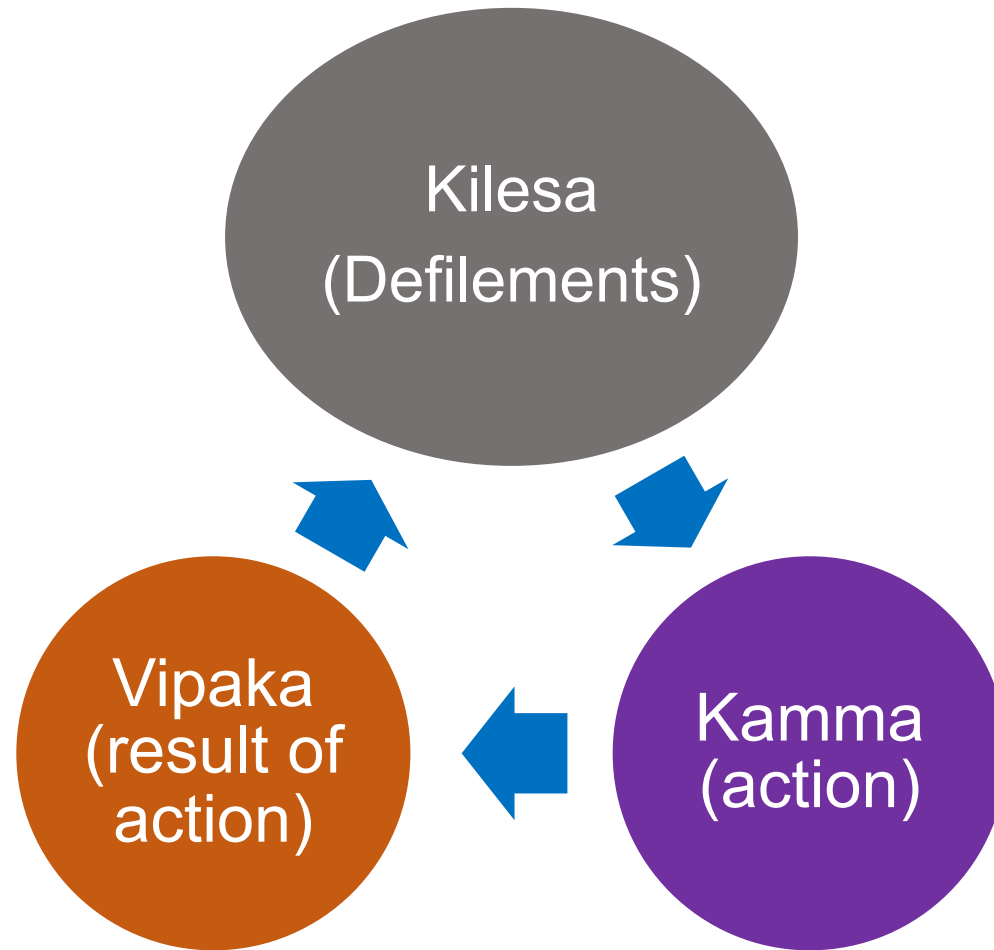 Kilesa
(Defilements)
Vipaka
(result of
action)
Kamma
(action)